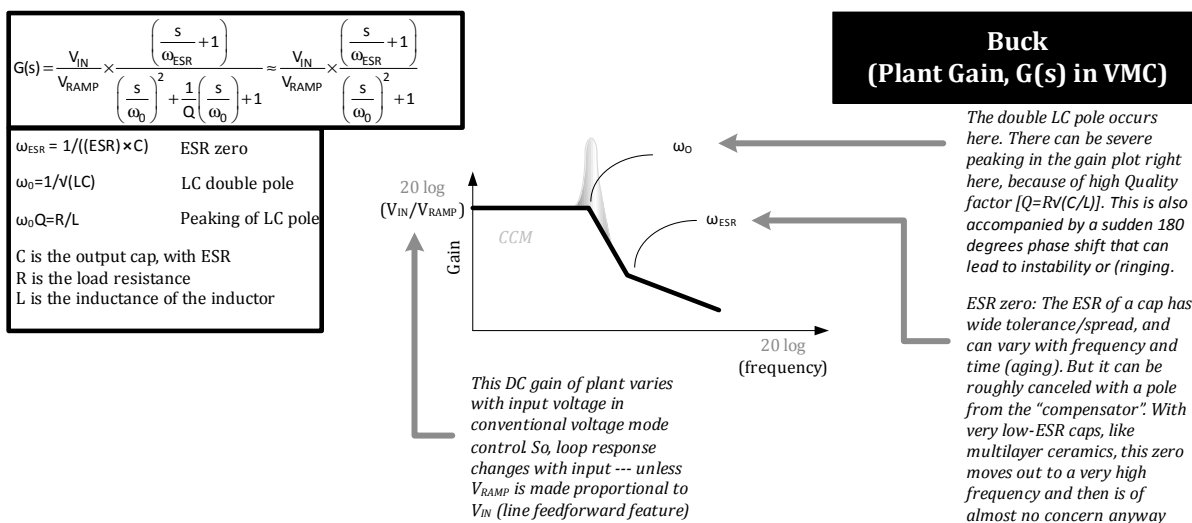 G(s) = V_IN/V_RAMP × (s/ω_ESR + 1) / ((s/ω_0)² + 1/Q (s/ω_0) + 1) ≈ V_IN/V_RAMP × (s/ω_ESR + 1) / ((s/ω_0)² + 1)
ω_ESR = 1/((ESR) × C) ESR zero
ω_0=1/√(LC) LC double pole
ω_0Q=R/L Peaking of LC pole
C is the output cap, with ESR
R is the load resistance
L is the inductance of the inductor
Buck
(Plant Gain, G(s) in VMC)
20 log
(V_IN/V_RAMP)
Gain
CCM
ω_O
ω_ESR
20 log
(frequency)
This DC gain of plant varies
with input voltage in
conventional voltage mode
control. So, loop response
changes with input --- unless
V_RAMP is made proportional to
V_IN (line feedforward feature)
The double LC pole occurs
here. There can be severe
peaking in the gain plot right
here, because of high Quality
factor [Q=R√(C/L)]. This is also
accompanied by a sudden 180
degrees phase shift that can
lead to instability or (ringing.
ESR zero: The ESR of a cap has
wide tolerance/spread, and
can vary with frequency and
time (aging). But it can be
roughly canceled with a pole
from the “compensator”. With
very low-ESR caps, like
multilayer ceramics, this zero
moves out to a very high
frequency and then is of
almost no concern anyway